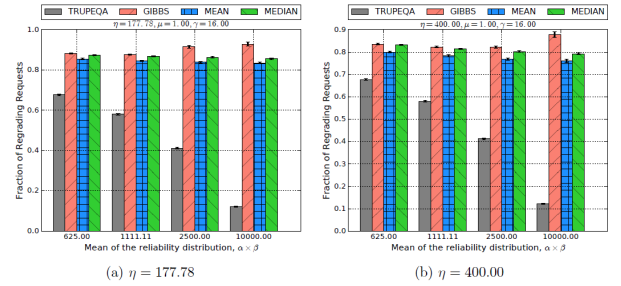 TRUPEQA GIBBS MEAN MEDIAN
η=177.78, μ=1.00, γ=16.00
Fraction of Regrading Requests
1.0
0.8
0.6
0.4
0.2
0.0
625.00 1111.11 2500.00 10000.00
Mean of the reliability distribution, α × β
(a) η = 177.78
TRUPEQA GIBBS MEAN MEDIAN
η=400.00, μ=1.00, γ=16.00
Fraction of Regrading Requests
0.9
0.8
0.7
0.6
0.5
0.4
0.3
0.2
0.1
0.0
625.00 1111.11 2500.00 10000.00
Mean of the reliability distribution, α × β
(b) η = 400.00